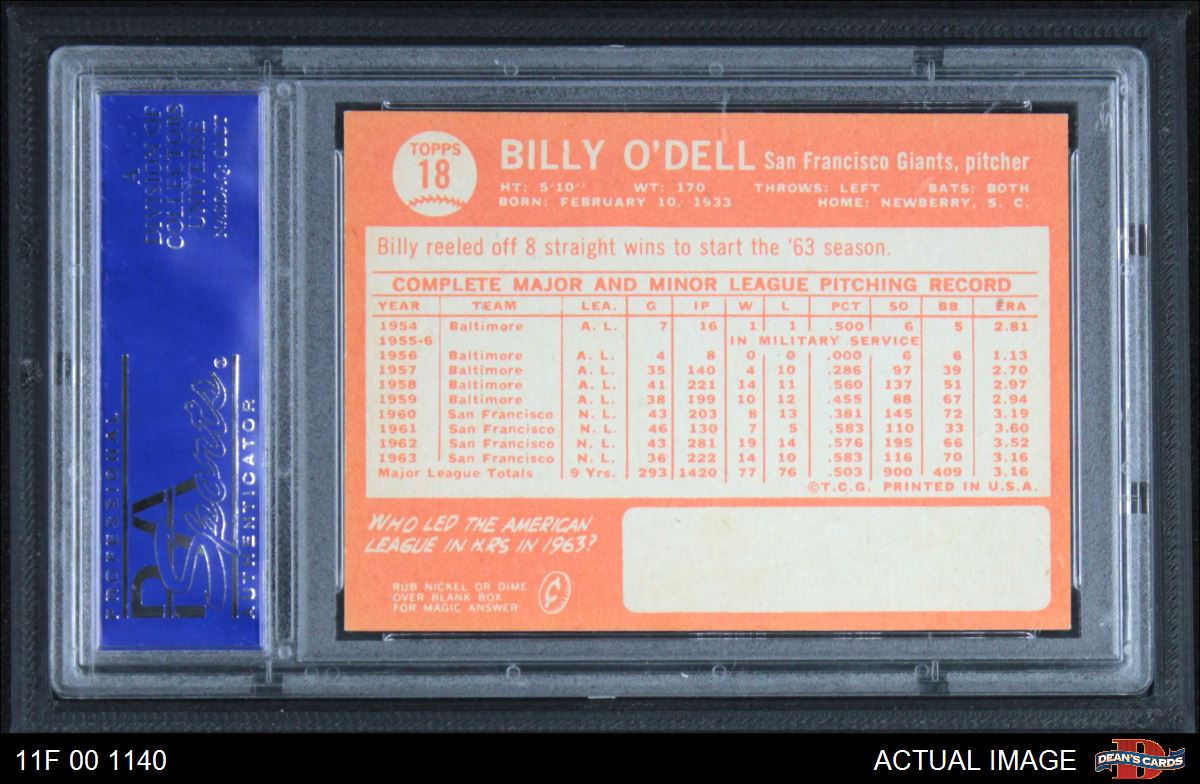 A
DIVISION OF
COLLECTORS
UNIVERSE
NASDAQ: CLCT
PROFESSIONAL
PSA
Sports®
AUTHENTICATOR
TOPPS
18
BILLY O'DELL San Francisco Giants, pitcher
HT: 5'10" WT: 170 THROWS: LEFT BATS: BOTH
BORN: FEBRUARY 10, 1933 HOME: NEWBERRY, S. C.
Billy reeled off 8 straight wins to start the '63 season.
COMPLETE MAJOR AND MINOR LEAGUE PITCHING RECORD
YEAR TEAM LEA. G IP W L PCT SO BB ERA
1954 Baltimore A. L. 7 16 1 1 .500 6 5 2.81
1955-6 IN MILITARY SERVICE
1956 Baltimore A. L. 4 8 0 0 .000 6 6 1.13
1957 Baltimore A. L. 35 140 4 10 .286 97 39 2.70
1958 Baltimore A. L. 41 221 14 11 .560 137 51 2.97
1959 Baltimore A. L. 38 199 10 12 .455 88 67 2.94
1960 San Francisco N. L. 43 203 8 13 .381 145 72 3.19
1961 San Francisco N. L. 46 130 7 5 .583 110 33 3.60
1962 San Francisco N. L. 43 281 19 14 .576 195 66 3.52
1963 San Francisco N. L. 36 222 14 10 .583 116 70 3.16
Major League Totals 9 Yrs. 293 1420 77 76 .503 900 409 3.16
©T.C.G. PRINTED IN U.S.A.
WHO LED THE AMERICAN
LEAGUE IN H.R'S IN 1963?
RUB NICKEL OR DIME
OVER BLANK BOX
FOR MAGIC ANSWER
¢
11F 00 1140
ACTUAL IMAGE
D
DEAN'S CARDS